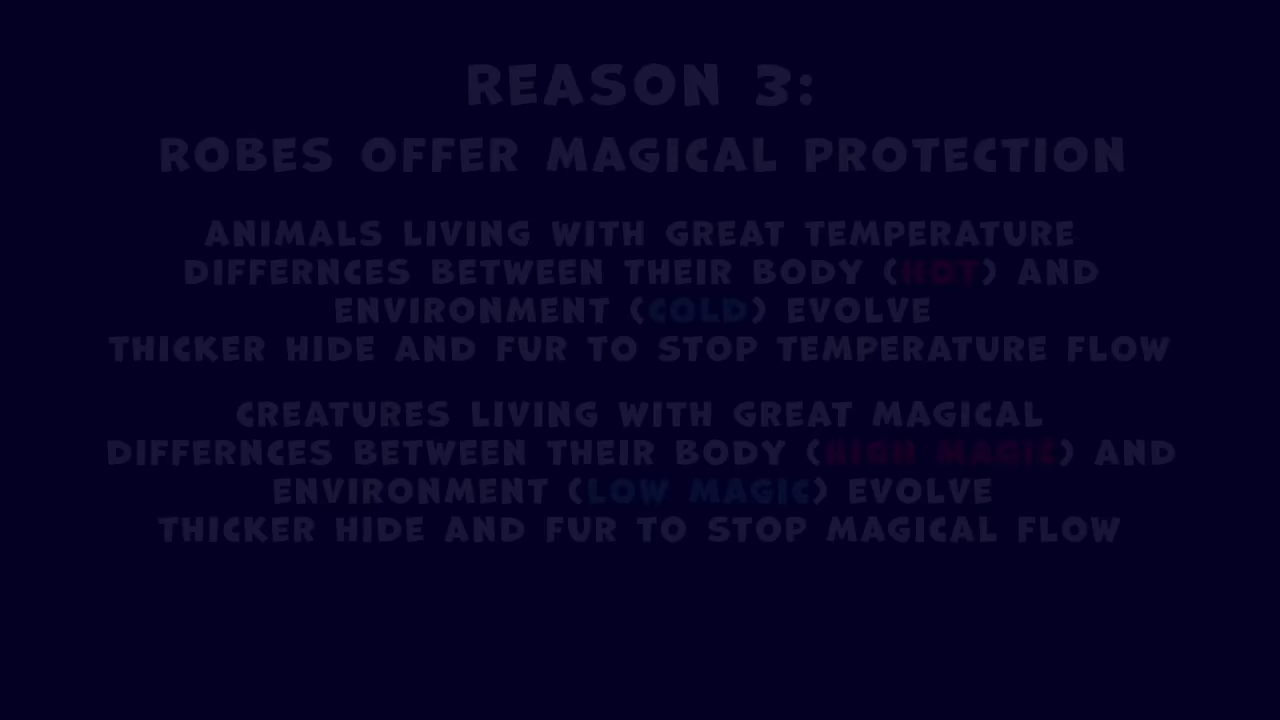 REASON 3:
ROBES OFFER MAGICAL PROTECTION
ANIMALS LIVING WITH GREAT TEMPERATURE
DIFFERNCES BETWEEN THEIR BODY (HOT) AND
ENVIRONMENT (COLD) EVOLVE
THICKER HIDE AND FUR TO STOP TEMPERATURE FLOW
CREATURES LIVING WITH GREAT MAGICAL
DIFFERNCES BETWEEN THEIR BODY (HIGH MAGIC) AND
ENVIRONMENT (LOW MAGIC) EVOLVE
THICKER HIDE AND FUR TO STOP MAGICAL FLOW